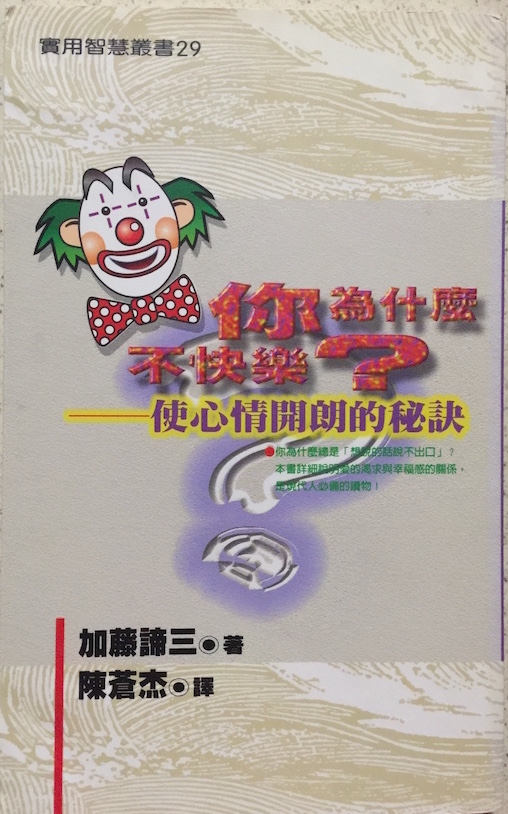 實用智慧叢書29
你為什麼
不快樂?
——使心情開朗的秘訣
●你為什麼總是「想說的話說不出口」?
本書詳細說明愛的渴求與幸福感的關係,
是現代人必備的讀物!
加藤諦三◉著
陳蒼杰◉譯